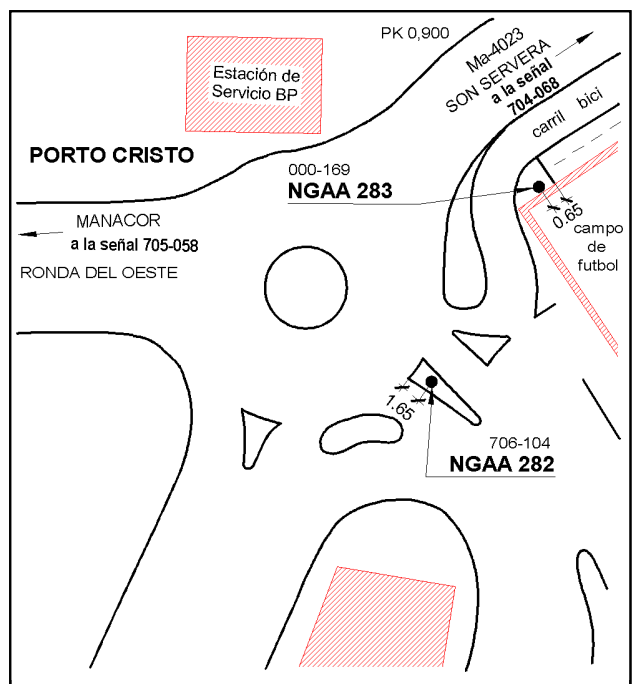 PK 0,900
Ma-4023
SON SERVERA
a la señal
704-068
Estación de
Servicio BP
carril bici
PORTO CRISTO
000-169
NGAA 283
0.65
campo
de
futbol
MANACOR
a la señal 705-058
RONDA DEL OESTE
1.65
706-104
NGAA 282